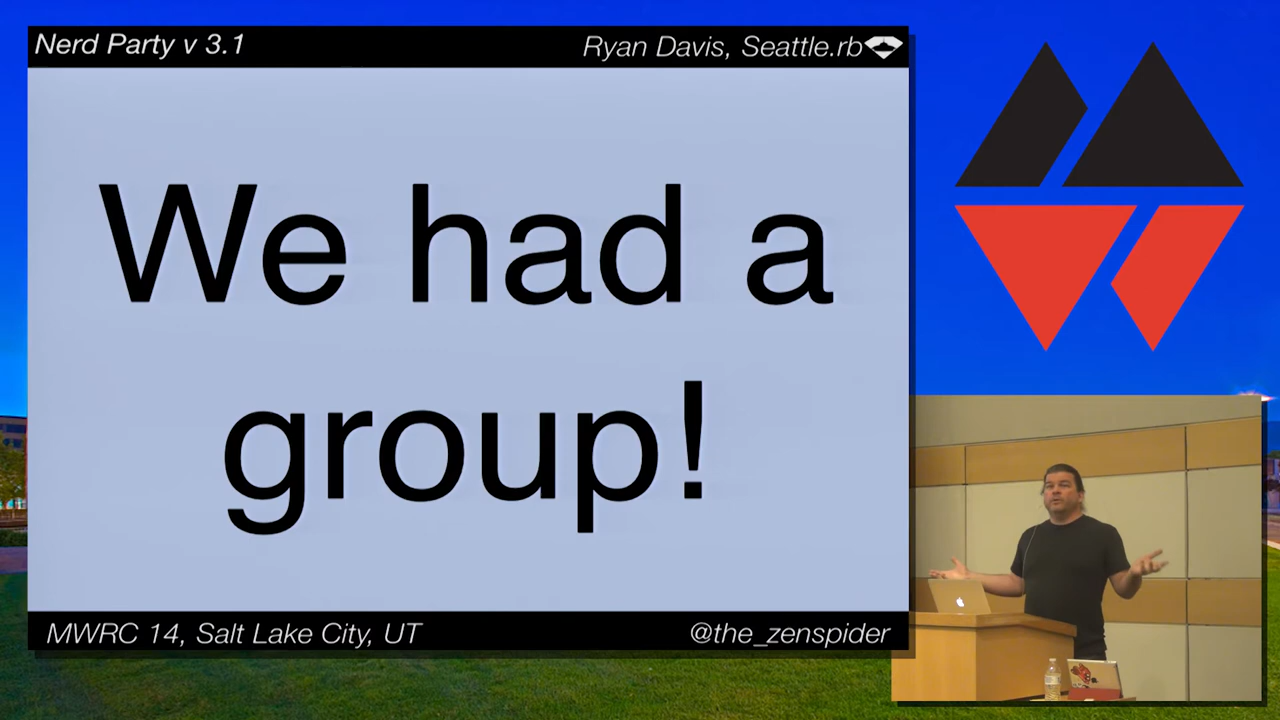 Nerd Party v 3.1
Ryan Davis, Seattle.rb
We had a
group!
MWRC 14, Salt Lake City, UT
@the_zenspider